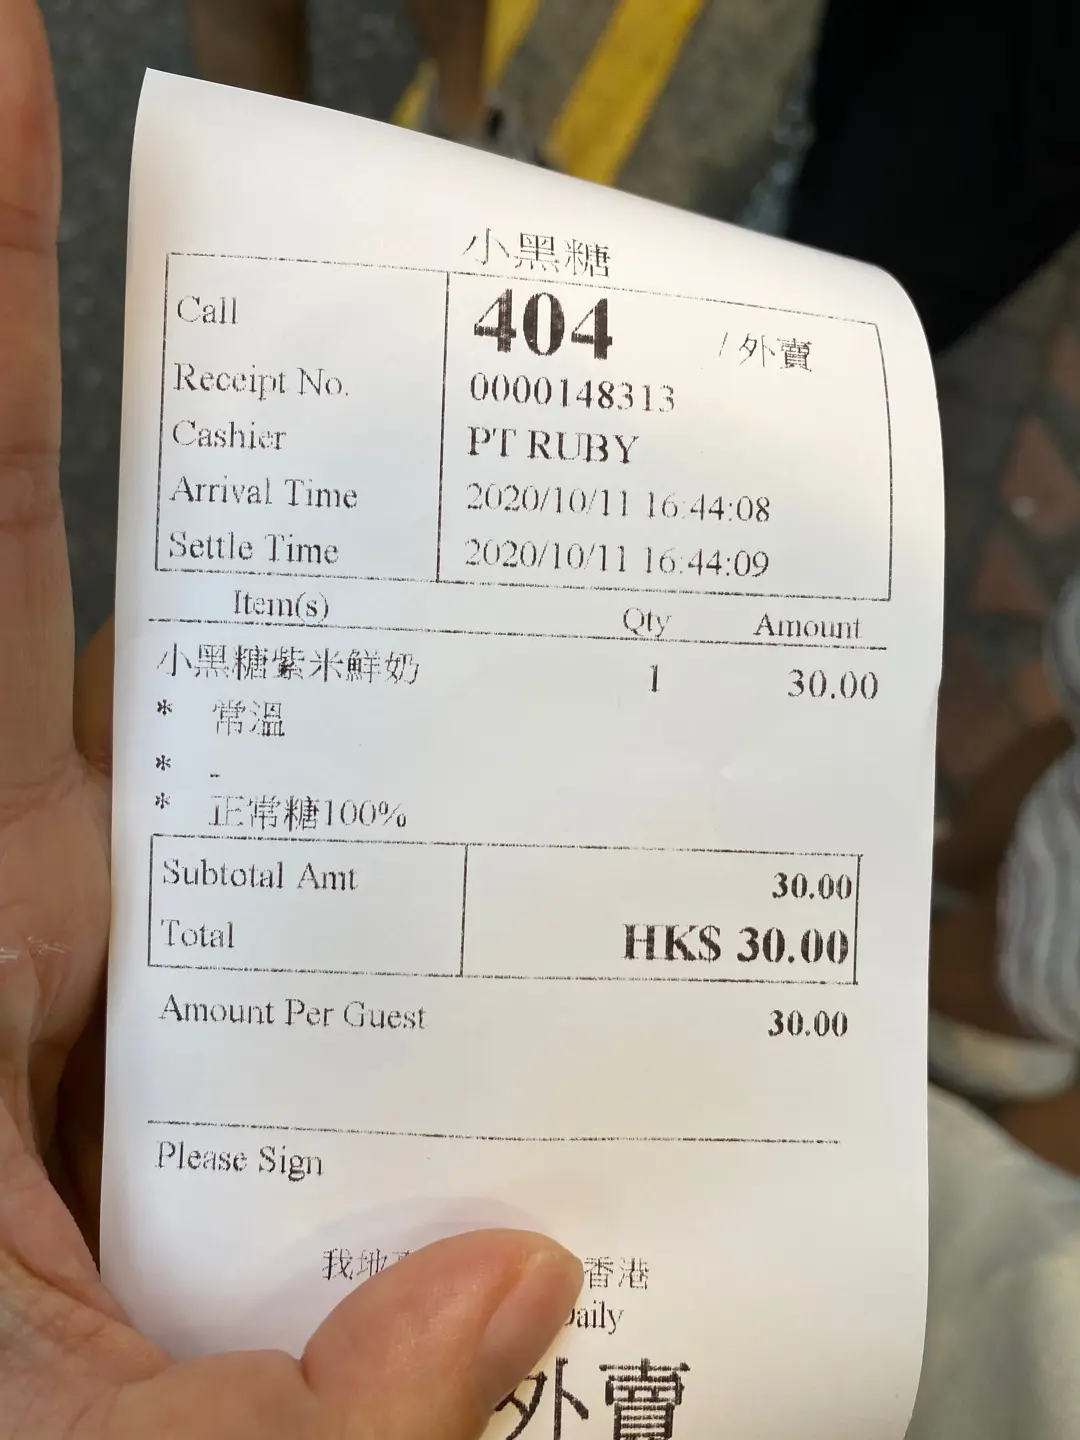 小黑糖
Call 404 / 外賣
Receipt No. 0000148313
Cashier PT RUBY
Arrival Time 2020/10/11 16:44:08
Settle Time 2020/10/11 16:44:09
Item(s) Qty Amount
小黑糖紫米鮮奶 1 30.00
* 常溫
* -
* 正常糖100%
Subtotal Amt 30.00
Total HK$ 30.00
Amount Per Guest 30.00
Please Sign
我地 香港
外賣